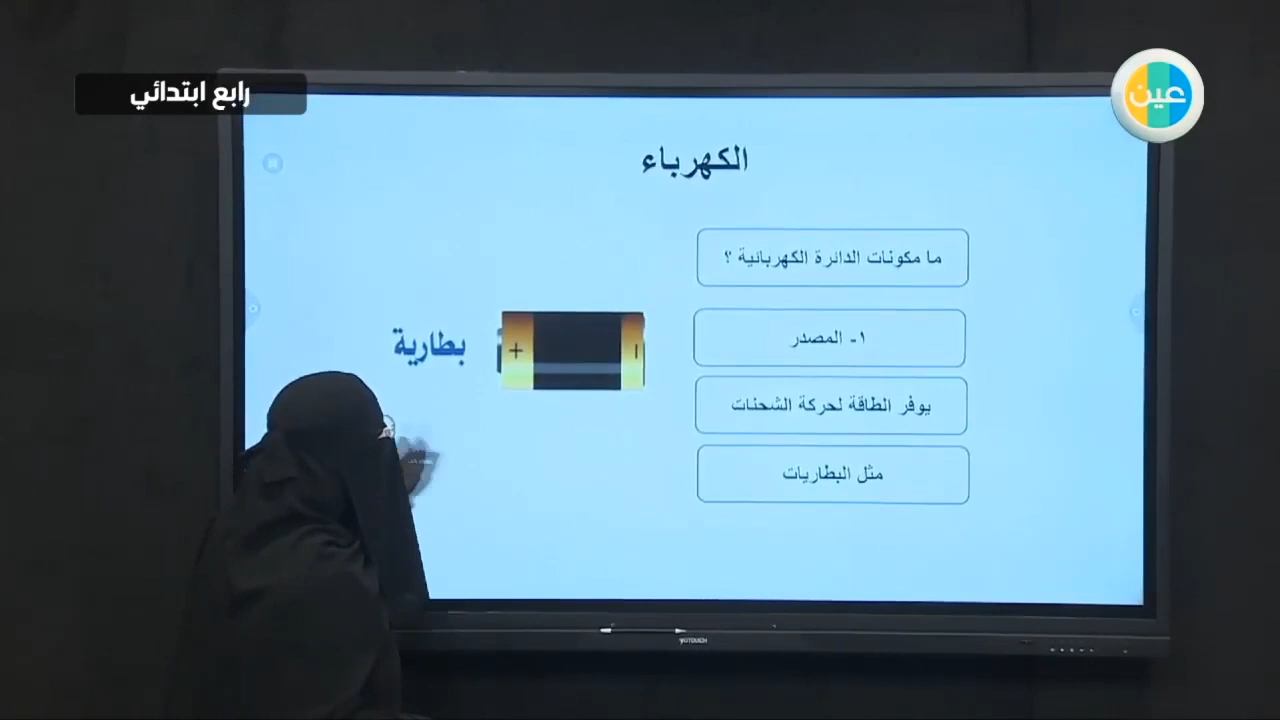 رابع ابتدائي
عين
الكهرباء
ما مكونات الدائرة الكهربائية ؟
١- المصدر
يوفر الطاقة لحركة الشحنات
مثل البطاريات
بطارية
+
-